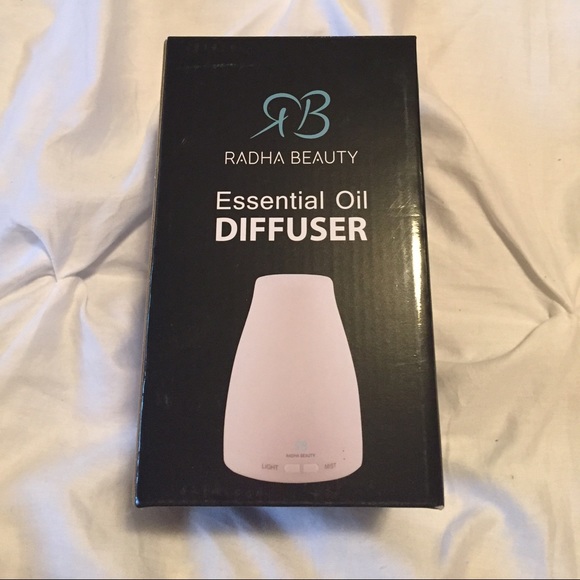 RB
RADHA BEAUTY
Essential Oil
DIFFUSER
RADHA BEAUTY
LIGHT MIST